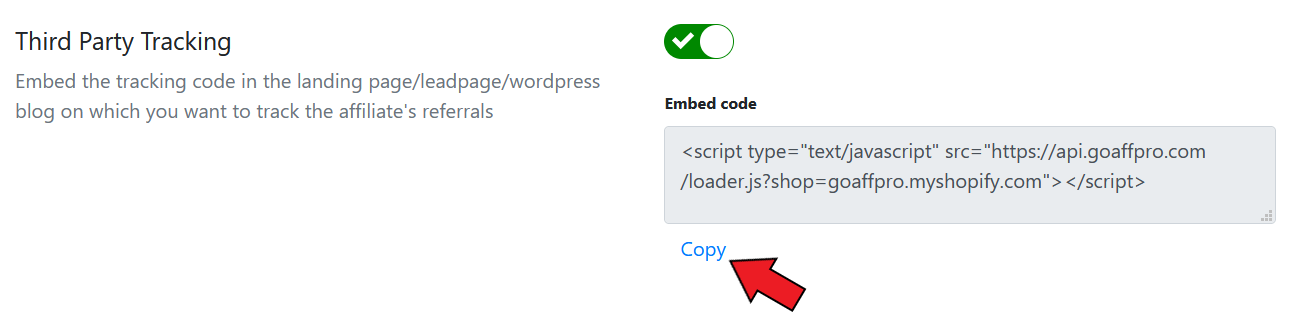 Third Party Tracking
Embed the tracking code in the landing page/leadpage/wordpress
blog on which you want to track the affiliate's referrals
Embed code
<script type="text/javascript" src="https://api.goaffpro.com
/loader.js?shop=goaffpro.myshopify.com"></script>
Copy